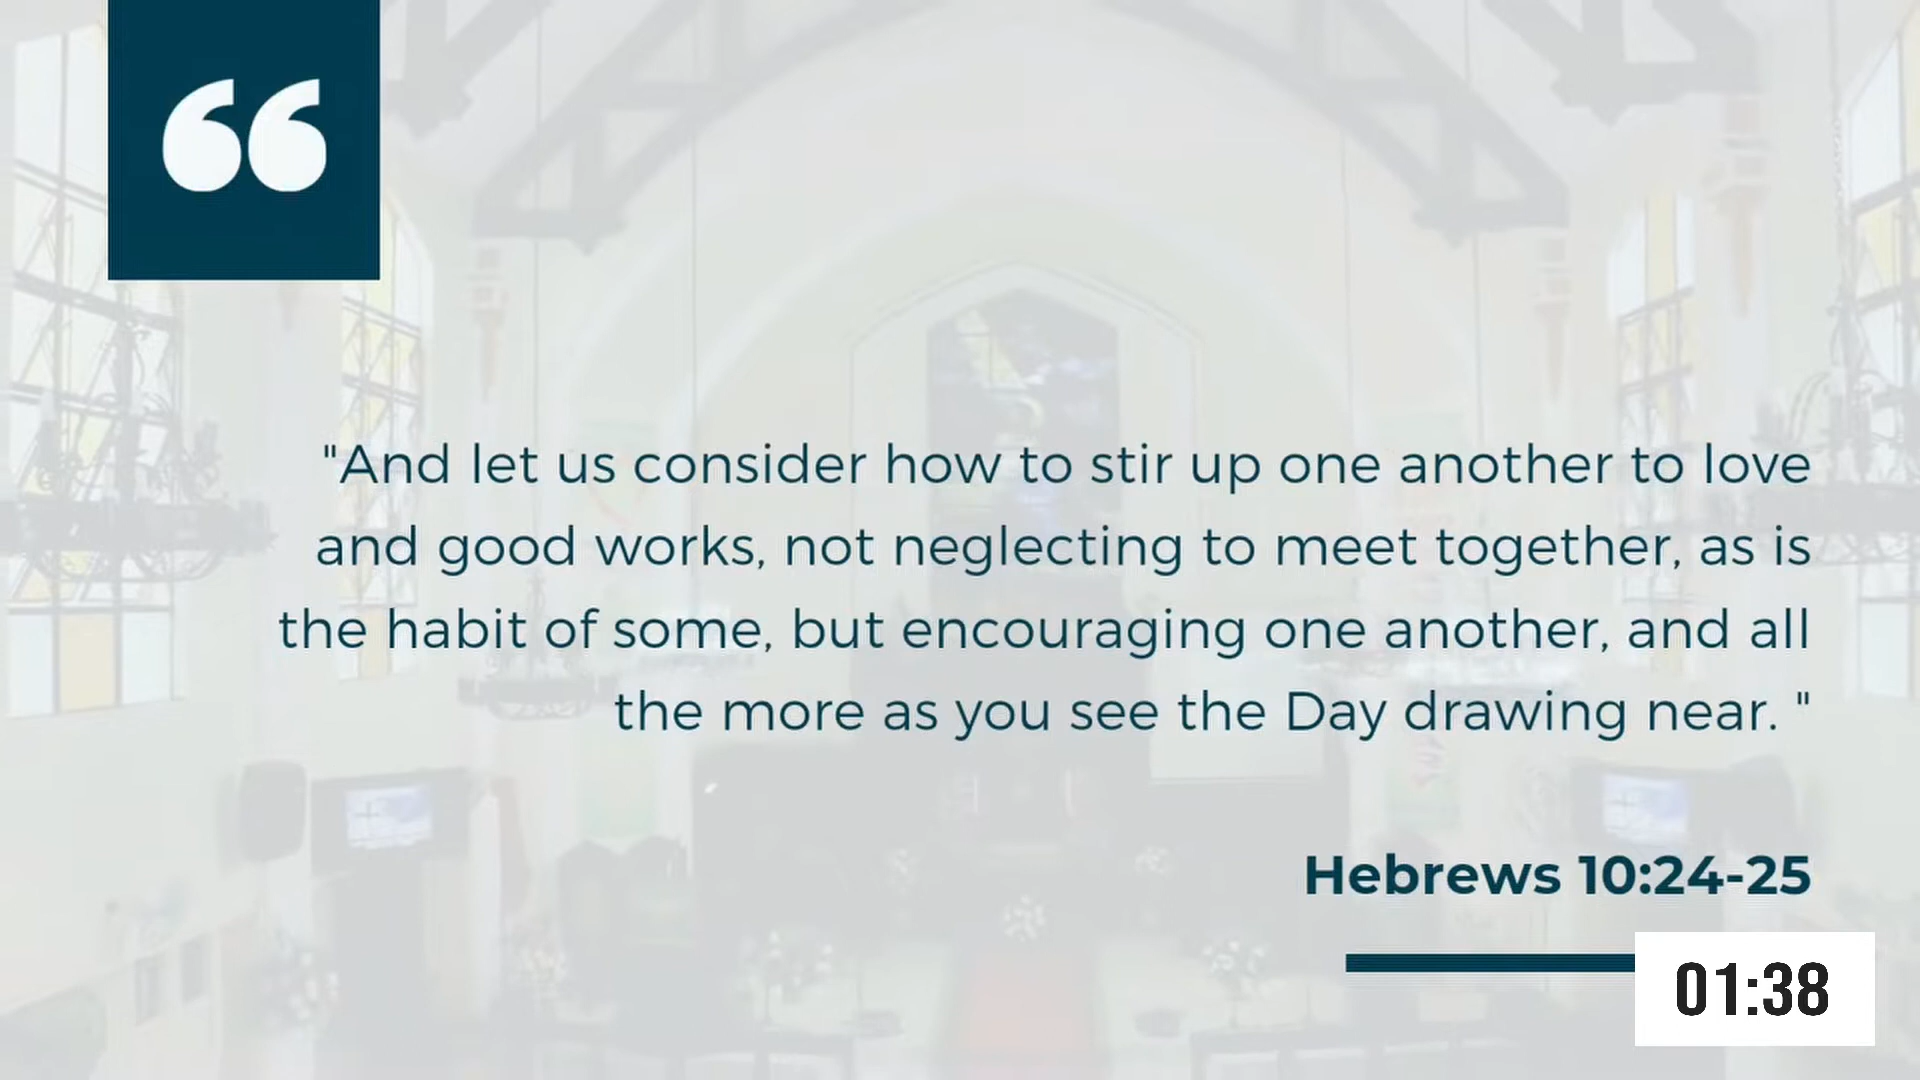 “
"And let us consider how to stir up one another to love
and good works, not neglecting to meet together, as is
the habit of some, but encouraging one another, and all
the more as you see the Day drawing near. "
Hebrews 10:24-25
01:38